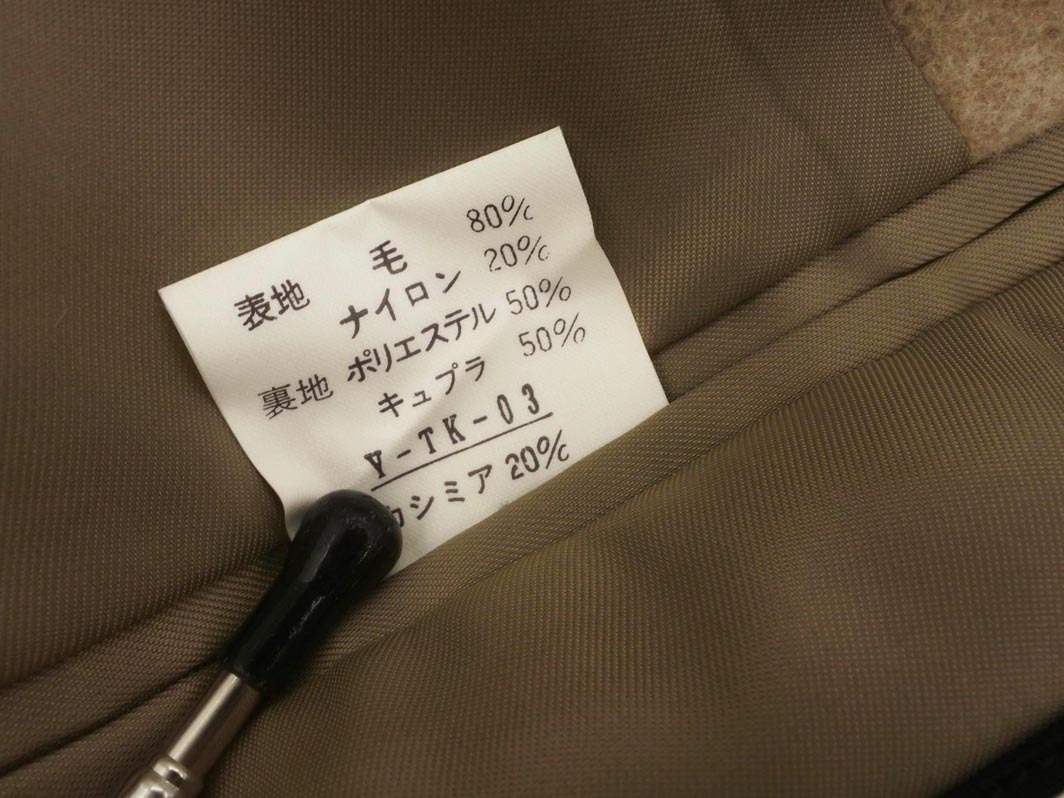 表地 毛 80%
ナイロン 20%
裏地 ポリエステル 50%
キュプラ 50%
Y-TK-03
カシミア 20%